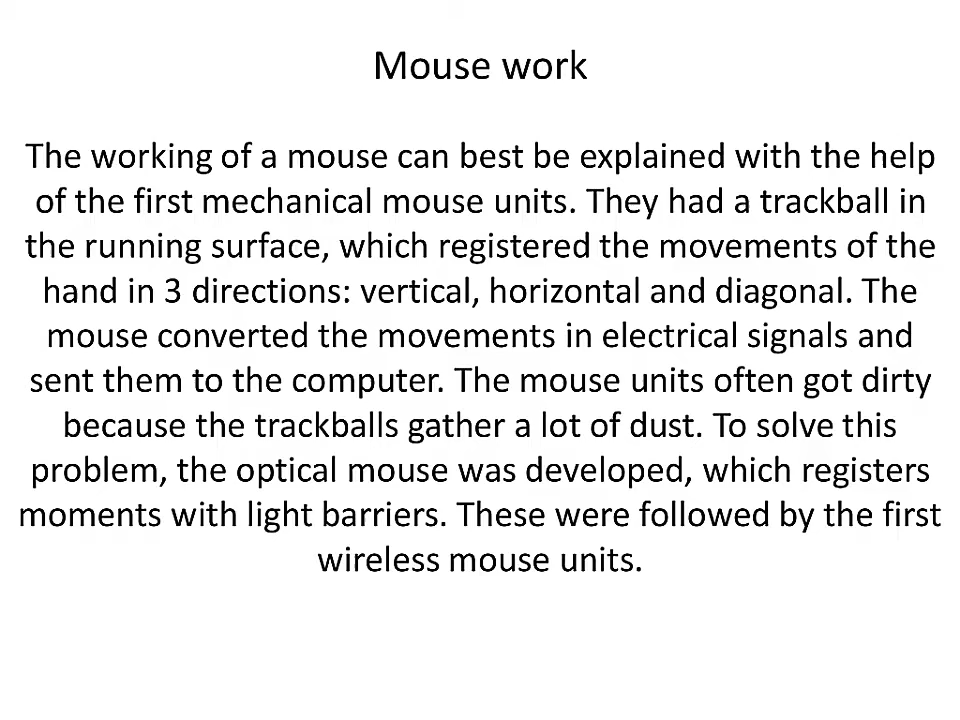 Mouse work
The working of a mouse can best be explained with the help
of the first mechanical mouse units. They had a trackball in
the running surface, which registered the movements of the
hand in 3 directions: vertical, horizontal and diagonal. The
mouse converted the movements in electrical signals and
sent them to the computer. The mouse units often got dirty
because the trackballs gather a lot of dust. To solve this
problem, the optical mouse was developed, which registers
moments with light barriers. These were followed by the first
wireless mouse units.